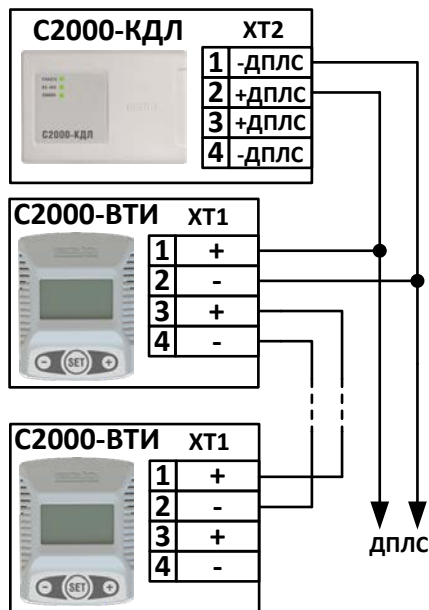 С2000-КДЛ ХТ2
1 -ДПЛС
2 +ДПЛС
3 +ДПЛС
4 -ДПЛС
С2000-КДЛ
С2000-ВТИ ХТ1
1 +
2 -
3 +
4 -
SET
С2000-ВТИ ХТ1
1 +
2 -
3 +
4 -
SET
ДПЛС